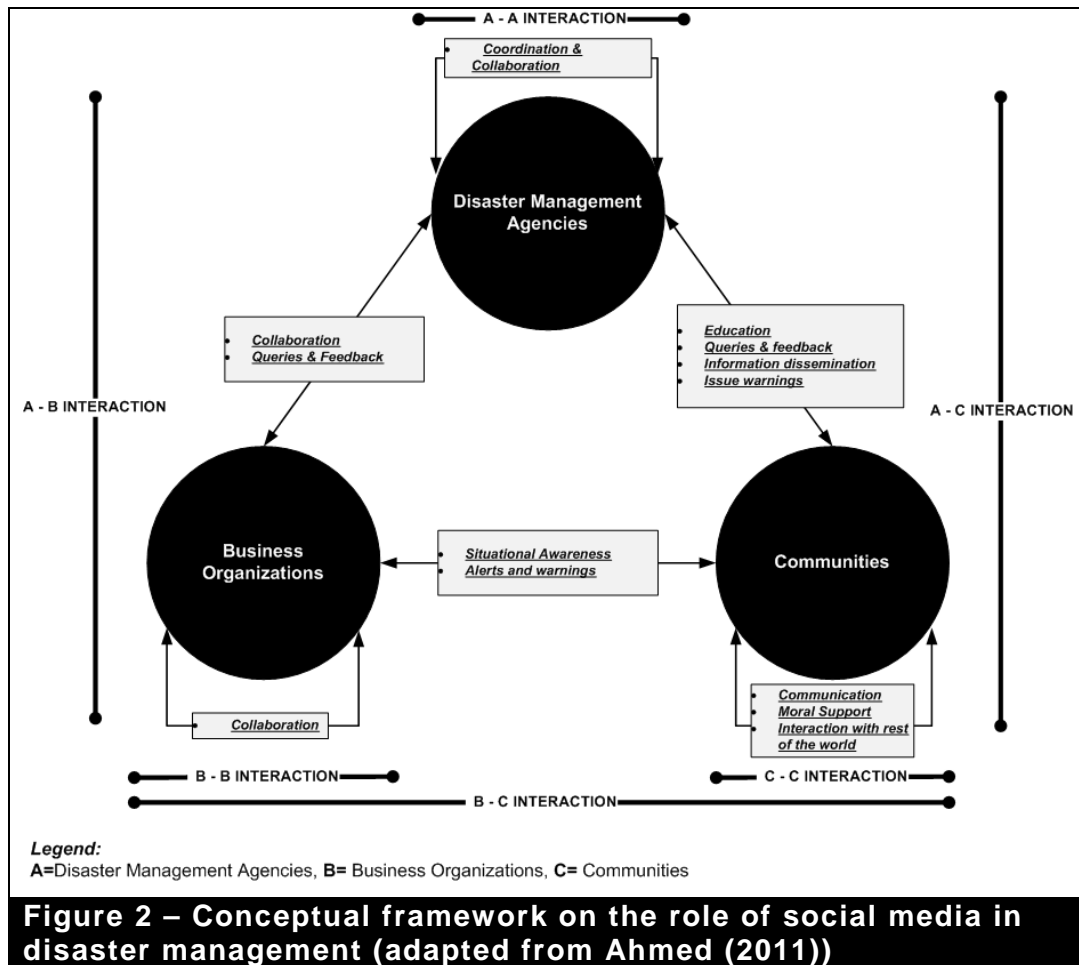 A - A INTERACTION
• Coordination &
Collaboration
Disaster Management
Agencies
• Collaboration
• Queries & Feedback
• Education
• Queries & feedback
• Information dissemination
• Issue warnings
A - B INTERACTION
A - C INTERACTION
Business
Organizations
• Situational Awareness
• Alerts and warnings
Communities
• Collaboration
• Communication
• Moral Support
• Interaction with rest
of the world
B - B INTERACTION
C - C INTERACTION
B - C INTERACTION
Legend:
A=Disaster Management Agencies, B= Business Organizations, C= Communities
Figure 2 – Conceptual framework on the role of social media in
disaster management (adapted from Ahmed (2011))